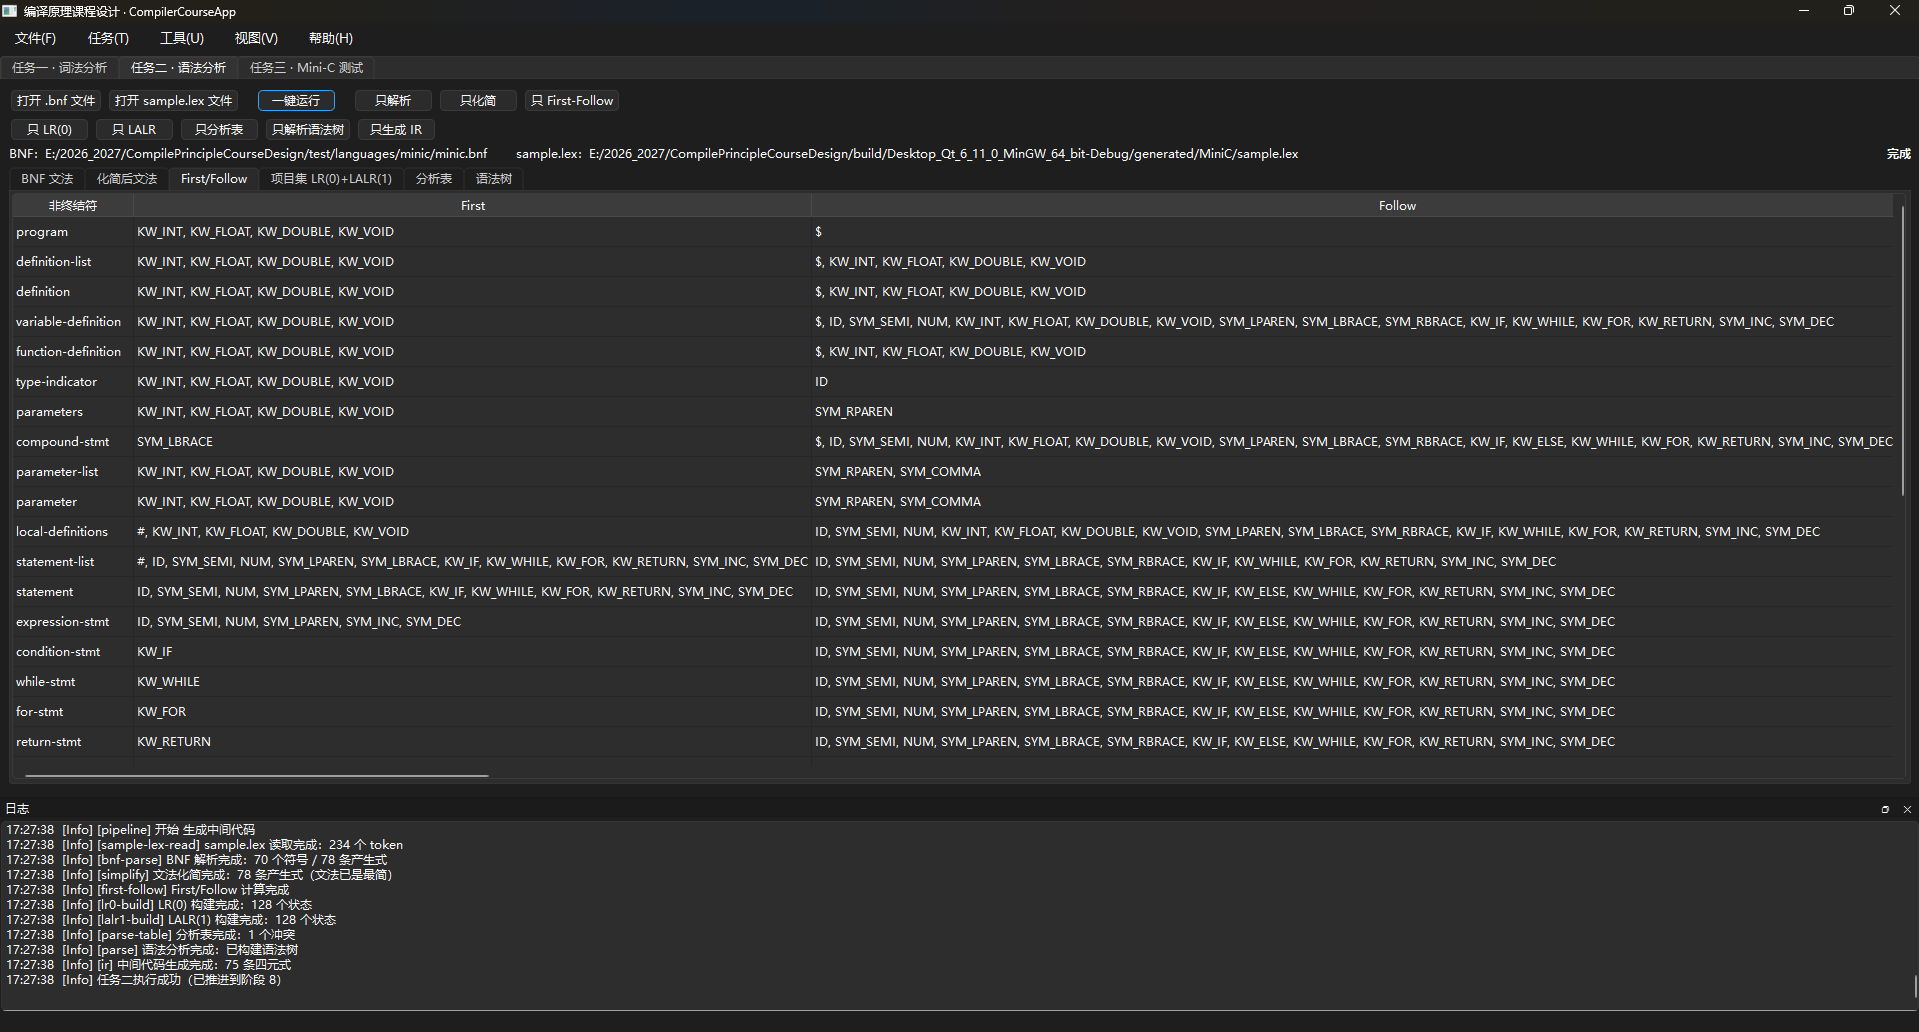 编译原理课程设计 · CompilerCourseApp
文件(F) 任务(T) 工具(U) 视图(V) 帮助(H)
任务一 · 词法分析 任务二 · 语法分析 任务三 · Mini-C 测试
打开 .bnf 文件 打开 sample.lex 文件 一键运行 只解析 只化简 只 First-Follow
只 LR(0) 只 LALR 只分析表 只解析语法树 只生成 IR
BNF: E:/2026_2027/CompilePrincipleCourseDesign/test/languages/minic/minic.bnf sample.lex: E:/2026_2027/CompilePrincipleCourseDesign/build/Desktop_Qt_6_11_0_MinGW_64_bit-Debug/generated/MiniC/sample.lex 完成
BNF 文法 化简后文法 First/Follow 项目集 LR(0)+LALR(1) 分析表 语法树
非终结符 First Follow
program KW_INT, KW_FLOAT, KW_DOUBLE, KW_VOID $
definition-list KW_INT, KW_FLOAT, KW_DOUBLE, KW_VOID $, KW_INT, KW_FLOAT, KW_DOUBLE, KW_VOID
definition KW_INT, KW_FLOAT, KW_DOUBLE, KW_VOID $, KW_INT, KW_FLOAT, KW_DOUBLE, KW_VOID
variable-definition KW_INT, KW_FLOAT, KW_DOUBLE, KW_VOID $, ID, SYM_SEMI, NUM, KW_INT, KW_FLOAT, KW_DOUBLE, KW_VOID, SYM_LPAREN, SYM_LBRACE, SYM_RBRACE, KW_IF, KW_WHILE, KW_FOR, KW_RETURN, SYM_INC, SYM_DEC
function-definition KW_INT, KW_FLOAT, KW_DOUBLE, KW_VOID $, KW_INT, KW_FLOAT, KW_DOUBLE, KW_VOID
type-indicator KW_INT, KW_FLOAT, KW_DOUBLE, KW_VOID ID
parameters KW_INT, KW_FLOAT, KW_DOUBLE, KW_VOID SYM_RPAREN
compound-stmt SYM_LBRACE $, ID, SYM_SEMI, NUM, KW_INT, KW_FLOAT, KW_DOUBLE, KW_VOID, SYM_LPAREN, SYM_LBRACE, SYM_RBRACE, KW_IF, KW_ELSE, KW_WHILE, KW_FOR, KW_RETURN, SYM_INC, SYM_DEC
parameter-list KW_INT, KW_FLOAT, KW_DOUBLE, KW_VOID SYM_RPAREN, SYM_COMMA
parameter KW_INT, KW_FLOAT, KW_DOUBLE, KW_VOID SYM_RPAREN, SYM_COMMA
local-definitions #, KW_INT, KW_FLOAT, KW_DOUBLE, KW_VOID ID, SYM_SEMI, NUM, KW_INT, KW_FLOAT, KW_DOUBLE, KW_VOID, SYM_LPAREN, SYM_LBRACE, SYM_RBRACE, KW_IF, KW_WHILE, KW_FOR, KW_RETURN, SYM_INC, SYM_DEC
statement-list #, ID, SYM_SEMI, NUM, SYM_LPAREN, SYM_LBRACE, KW_IF, KW_WHILE, KW_FOR, KW_RETURN, SYM_INC, SYM_DEC ID, SYM_SEMI, NUM, SYM_LPAREN, SYM_LBRACE, SYM_RBRACE, KW_IF, KW_WHILE, KW_FOR, KW_RETURN, SYM_INC, SYM_DEC
statement ID, SYM_SEMI, NUM, SYM_LPAREN, SYM_LBRACE, KW_IF, KW_WHILE, KW_FOR, KW_RETURN, SYM_INC, SYM_DEC ID, SYM_SEMI, NUM, SYM_LPAREN, SYM_LBRACE, SYM_RBRACE, KW_IF, KW_ELSE, KW_WHILE, KW_FOR, KW_RETURN, SYM_INC, SYM_DEC
expression-stmt ID, SYM_SEMI, NUM, SYM_LPAREN, SYM_INC, SYM_DEC ID, SYM_SEMI, NUM, SYM_LPAREN, SYM_LBRACE, SYM_RBRACE, KW_IF, KW_ELSE, KW_WHILE, KW_FOR, KW_RETURN, SYM_INC, SYM_DEC
condition-stmt KW_IF ID, SYM_SEMI, NUM, SYM_LPAREN, SYM_LBRACE, SYM_RBRACE, KW_IF, KW_ELSE, KW_WHILE, KW_FOR, KW_RETURN, SYM_INC, SYM_DEC
while-stmt KW_WHILE ID, SYM_SEMI, NUM, SYM_LPAREN, SYM_LBRACE, SYM_RBRACE, KW_IF, KW_ELSE, KW_WHILE, KW_FOR, KW_RETURN, SYM_INC, SYM_DEC
for-stmt KW_FOR ID, SYM_SEMI, NUM, SYM_LPAREN, SYM_LBRACE, SYM_RBRACE, KW_IF, KW_ELSE, KW_WHILE, KW_FOR, KW_RETURN, SYM_INC, SYM_DEC
return-stmt KW_RETURN ID, SYM_SEMI, NUM, SYM_LPAREN, SYM_LBRACE, SYM_RBRACE, KW_IF, KW_ELSE, KW_WHILE, KW_FOR, KW_RETURN, SYM_INC, SYM_DEC
日志
17:27:38 [Info] [pipeline] 开始 生成中间代码
17:27:38 [Info] [sample-lex-read] sample.lex 读取完成：234 个 token
17:27:38 [Info] [bnf-parse] BNF 解析完成：70 个符号 / 78 条产生式
17:27:38 [Info] [simplify] 文法化简完成：78 条产生式（文法已是最简）
17:27:38 [Info] [first-follow] First/Follow 计算完成
17:27:38 [Info] [lr0-build] LR(0) 构建完成：128 个状态
17:27:38 [Info] [lalr1-build] LALR(1) 构建完成：128 个状态
17:27:38 [Info] [parse-table] 分析表完成：1 个冲突
17:27:38 [Info] [parse] 语法分析完成：已构建语法树
17:27:38 [Info] [ir] 中间代码生成完成：75 条四元式
17:27:38 [Info] 任务二执行成功（已推进到阶段 8）